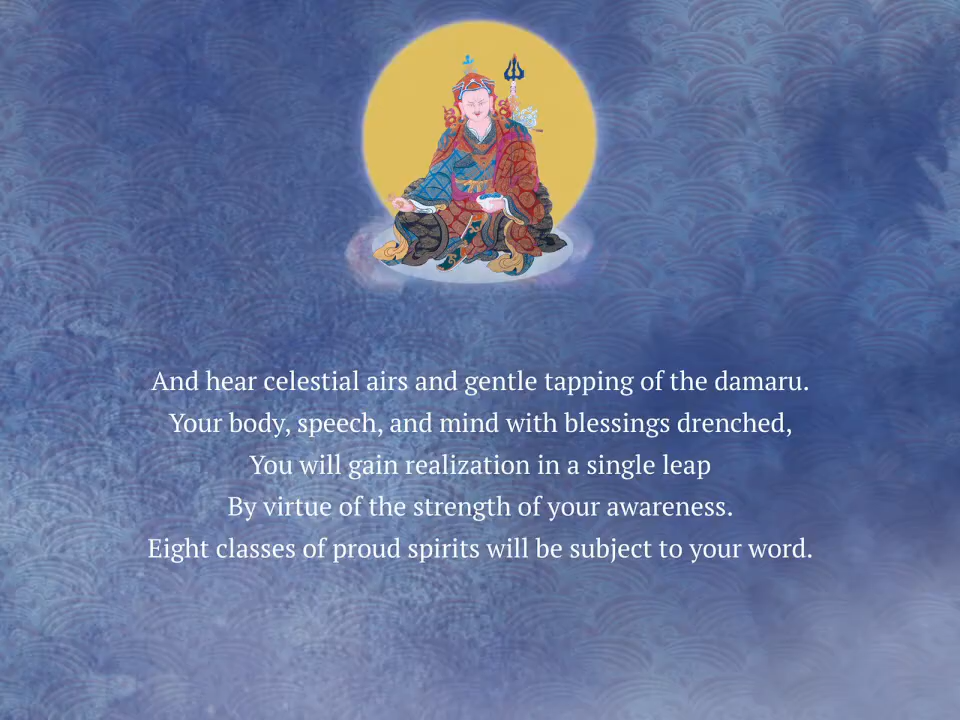 And hear celestial airs and gentle tapping of the damaru.
Your body, speech, and mind with blessings drenched,
You will gain realization in a single leap
By virtue of the strength of your awareness.
Eight classes of proud spirits will be subject to your word.